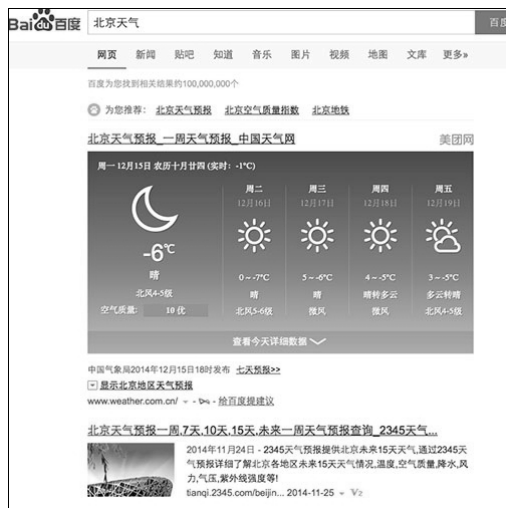 Baidu百度 北京天气 百度
网页 新闻 贴吧 知道 音乐 图片 视频 地图 文库 更多»
百度为您找到相关结果约100,000,000个
为您推荐： 北京天气预报 北京空气质量指数 北京地铁
北京天气预报_一周天气预报_中国天气网 美团网
周一 12月15日 农历十月廿四 (实时：-1℃)
周二 周三 周四 周五
12月16日 12月17日 12月18日 12月19日
-6℃
晴
北风4-5级
空气质量： 10 优
0～-7℃ 5～-6℃ 4～-5℃ 3～-5℃
晴 晴 晴转多云 多云转晴
北风5-6级 微风 微风 北风4-5级
查看今天详细数据
中国气象局2014年12月15日18时发布 七天预报>>
显示北京地区天气预报
www.weather.com.cn/ - - 给百度提建议
北京天气预报一周,7天,10天,15天,未来一周天气预报查询_2345天气...
2014年11月24日 - 2345天气预报提供北京未来15天天气,通过2345天
气预报详细了解北京各地区未来15天天气情况,温度,空气质量,降水,风
力,气压,紫外线强度等!
tianqi.2345.com/beijin... 2014-11-25 V2